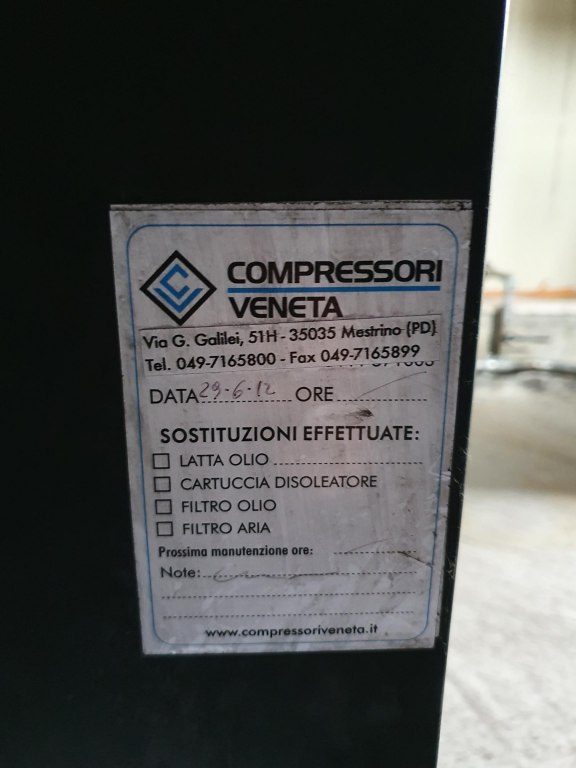 COMPRESSORI
VENETA
Via G. Galilei, 51H - 35035 Mestrino (PD)
Tel. 049-7165800 - Fax 049-7165899
DATA 29-6-12 ORE
SOSTITUZIONI EFFETTUATE:
LATTA OLIO
CARTUCCIA DISOLEATORE
FILTRO OLIO
FILTRO ARIA
Prossima manutenzione ore:
Note:
www.compressoriveneta.it